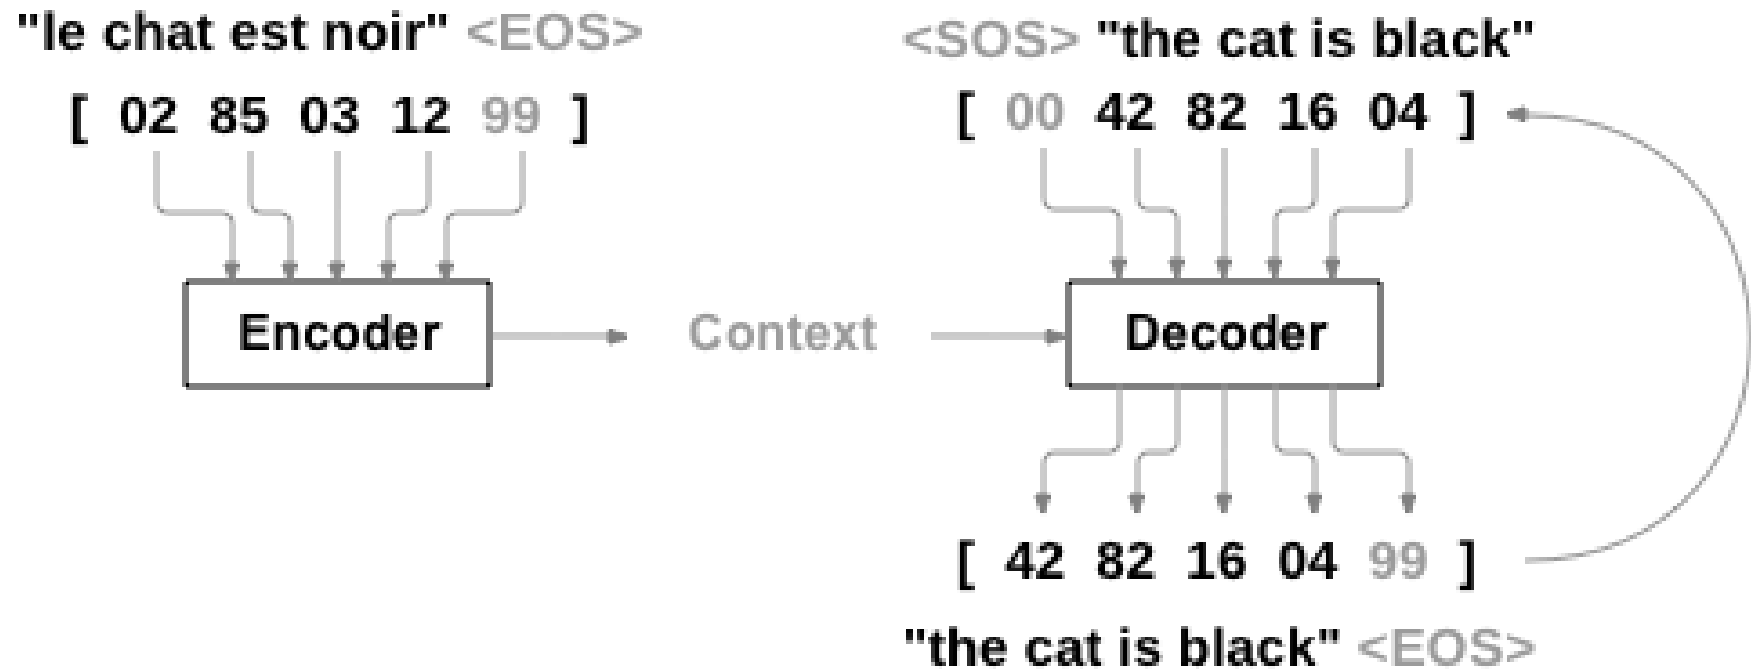 "le chat est noir" <EOS>
[ 02 85 03 12 99 ]
Encoder
Context
<SOS> "the cat is black"
[ 00 42 82 16 04 ]
Decoder
[ 42 82 16 04 99 ]
"the cat is black" <EOS>